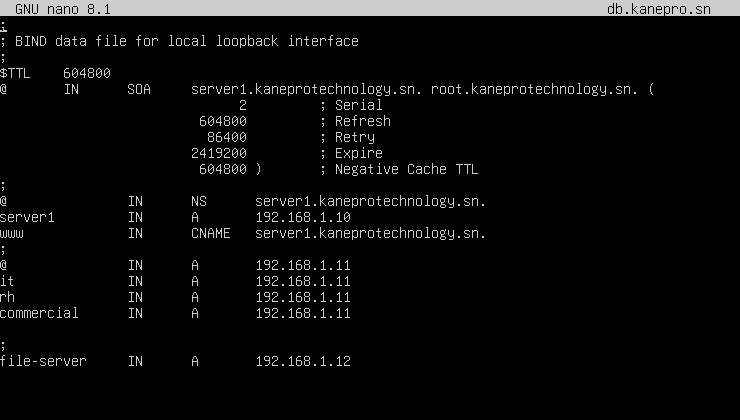 GNU nano 8.1 db.kanepro.sn
;
; BIND data file for local loopback interface
;
$TTL 604800
@ IN SOA server1.kaneprotechnology.sn. root.kaneprotechnology.sn. (
2 ; Serial
604800 ; Refresh
86400 ; Retry
2419200 ; Expire
604800 ) ; Negative Cache TTL
;
@ IN NS server1.kaneprotechnology.sn.
server1 IN A 192.168.1.10
www IN CNAME server1.kaneprotechnology.sn.
;
@ IN A 192.168.1.11
it IN A 192.168.1.11
rh IN A 192.168.1.11
commercial IN A 192.168.1.11
;
file-server IN A 192.168.1.12